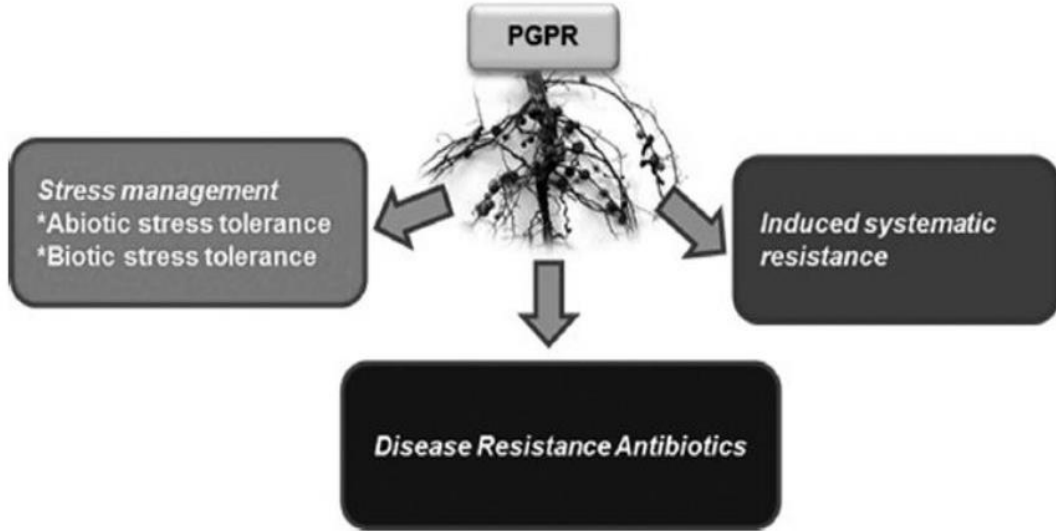 PGPR
Stress management
*Abiotic stress tolerance
*Biotic stress tolerance
Induced systematic
resistance
Disease Resistance Antibiotics